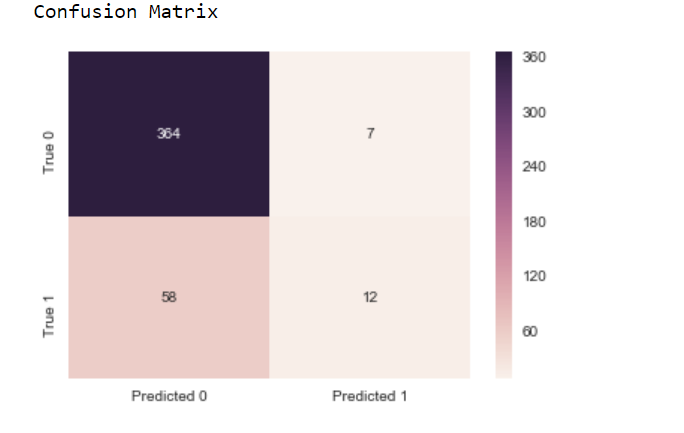 Confusion Matrix
True 0
364
7
True 1
58
12
Predicted 0
Predicted 1
360
300
240
180
120
60